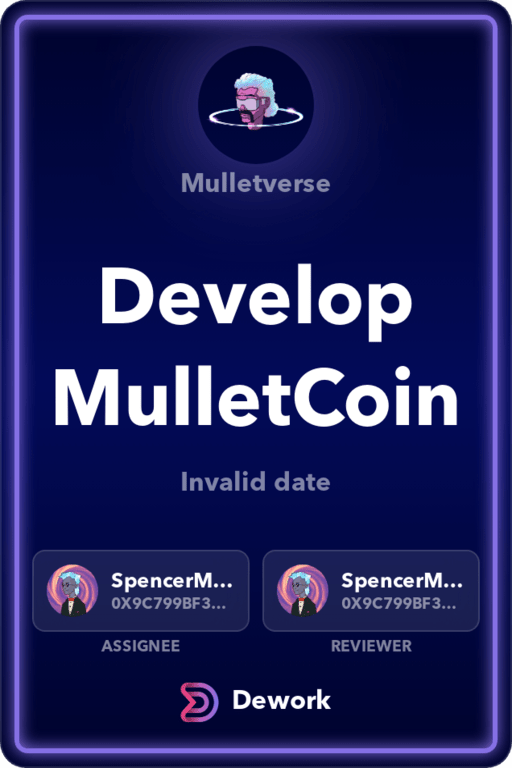 Mulletverse
Develop
MulletCoin
Invalid date
SpencerM...
0X9C799BF3...
SpencerM...
0X9C799BF3...
ASSIGNEE
REVIEWER
Dework